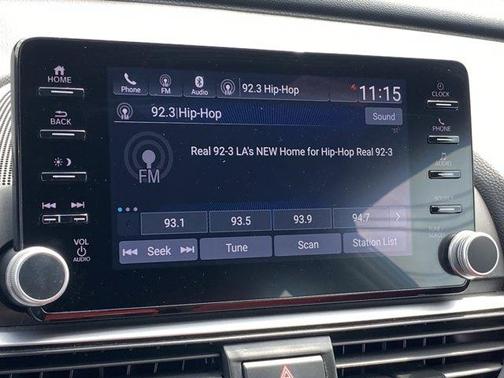 HOME
Phone FM Audio 92.3 Hip-Hop 11:15
CLOCK
92.3|Hip-Hop Sound
BACK
PHONE
Real 92-3 LA's NEW Home for Hip-Hop Real 92-3
FM
AUDIO
93.1 93.5 93.9 94.7
Seek Tune Scan Station List
VOL
AUDIO